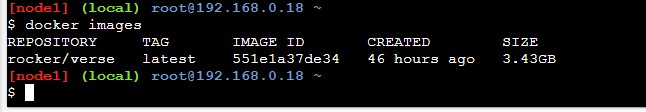 [node1] (local) root@192.168.0.18 ~
$ docker images
REPOSITORY TAG IMAGE ID CREATED SIZE
rocker/verse latest 551e1a37de34 46 hours ago 3.43GB
[node1] (local) root@192.168.0.18 ~
$